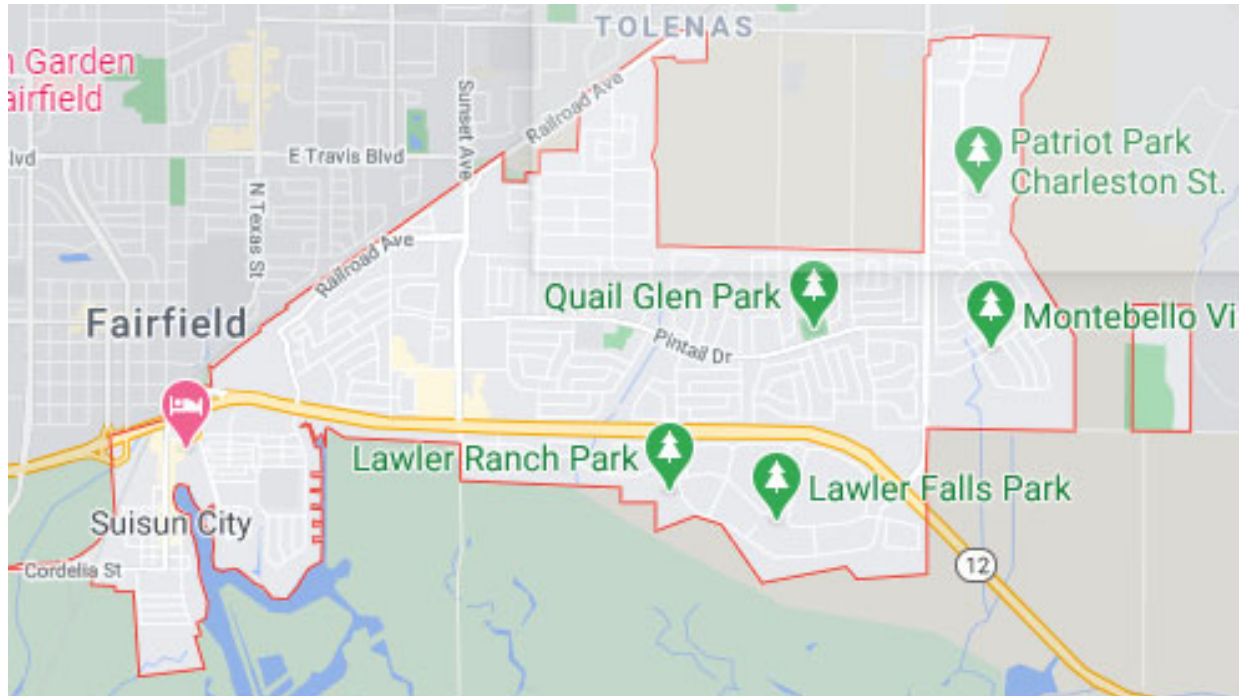 TOLENAS
n Garden
airfield
Sunset Ave
Railroad Ave
Blvd
E Travis Blvd
N Texas St
Patriot Park
Charleston St.
Railroad Ave
Quail Glen Park
Fairfield
Pintail Dr
Montebello Vi
Lawler Ranch Park
Lawler Falls Park
Suisun City
Cordelia St
12